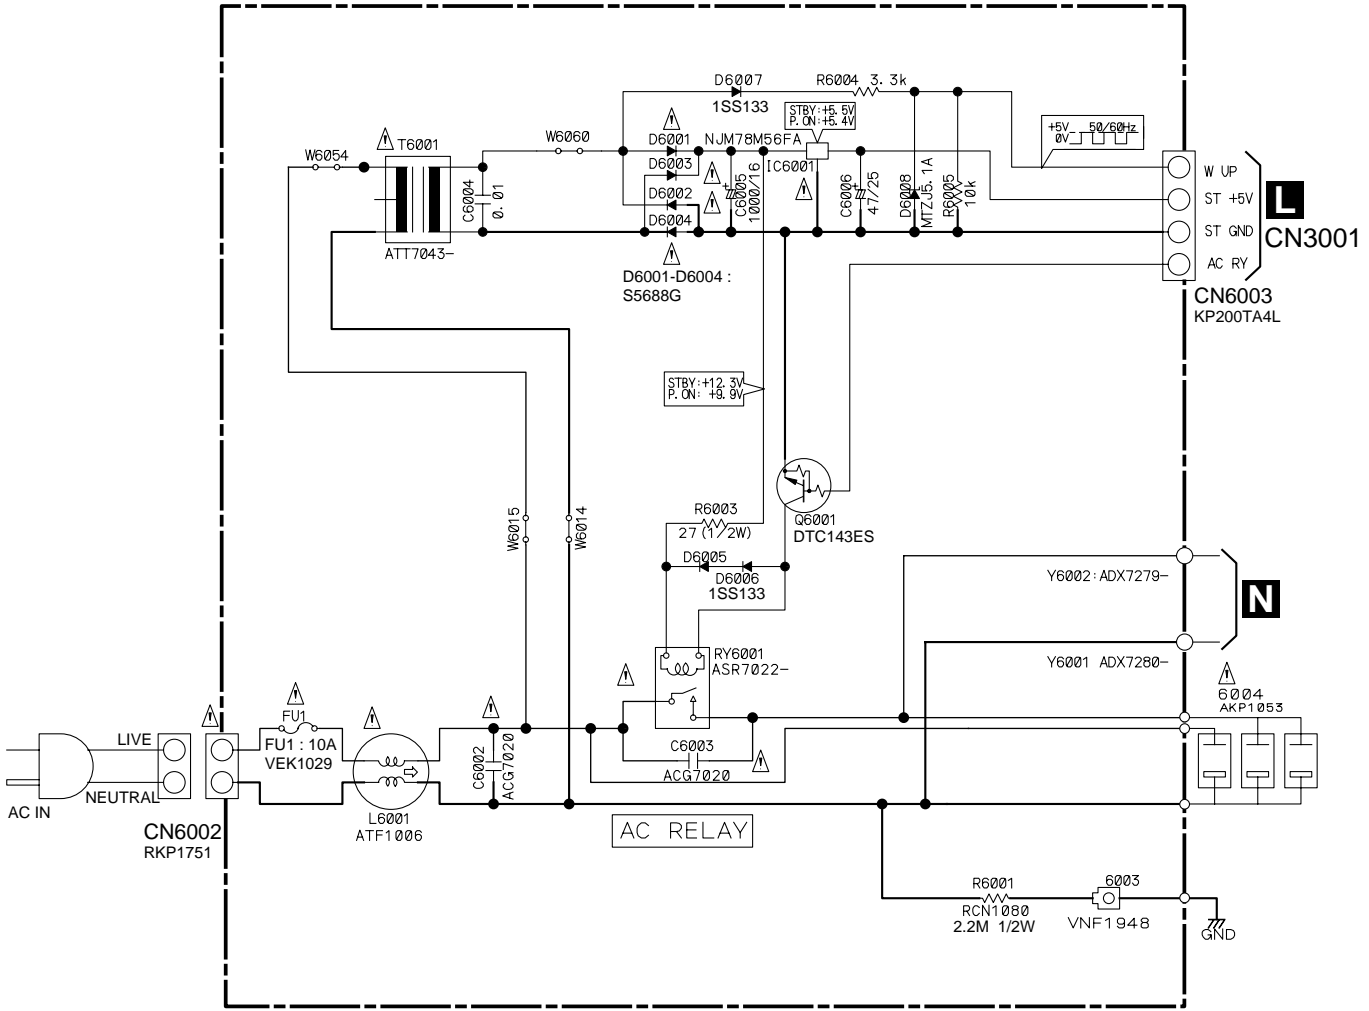 D6007
1SS133
R6004 3.3k
STBY:+5.5V
P.ON:+5.4V
+5V 50/60Hz
0V
W6054
T6001
W6060
D6001
NJM78M56FA
D6003
IC6001
C6004
0.01
D6002
D6004
C6005
1000/16
C6006
47/25
D6008
MTZJ5.1A
R6005
10k
W UP
ST +5V
ST GND
AC RY
L
CN3001
ATT7043-
D6001-D6004 :
S5688G
CN6003
KP200TA4L
STBY:+12.3V
P.ON: +9.9V
W6015
W6014
R6003
27 (1/2W)
Q6001
DTC143ES
D6005
D6006
1SS133
Y6002:ADX7279-
N
RY6001
ASR7022-
Y6001 ADX7280-
6004
AKP1053
LIVE
FU1
FU1 : 10A
VEK1029
C6002
ACG7020
C6003
ACG7020
NEUTRAL
AC IN
L6001
ATF1006
CN6002
RKP1751
AC RELAY
R6001
RCN1080
2.2M 1/2W
6003
VNF1948
GND